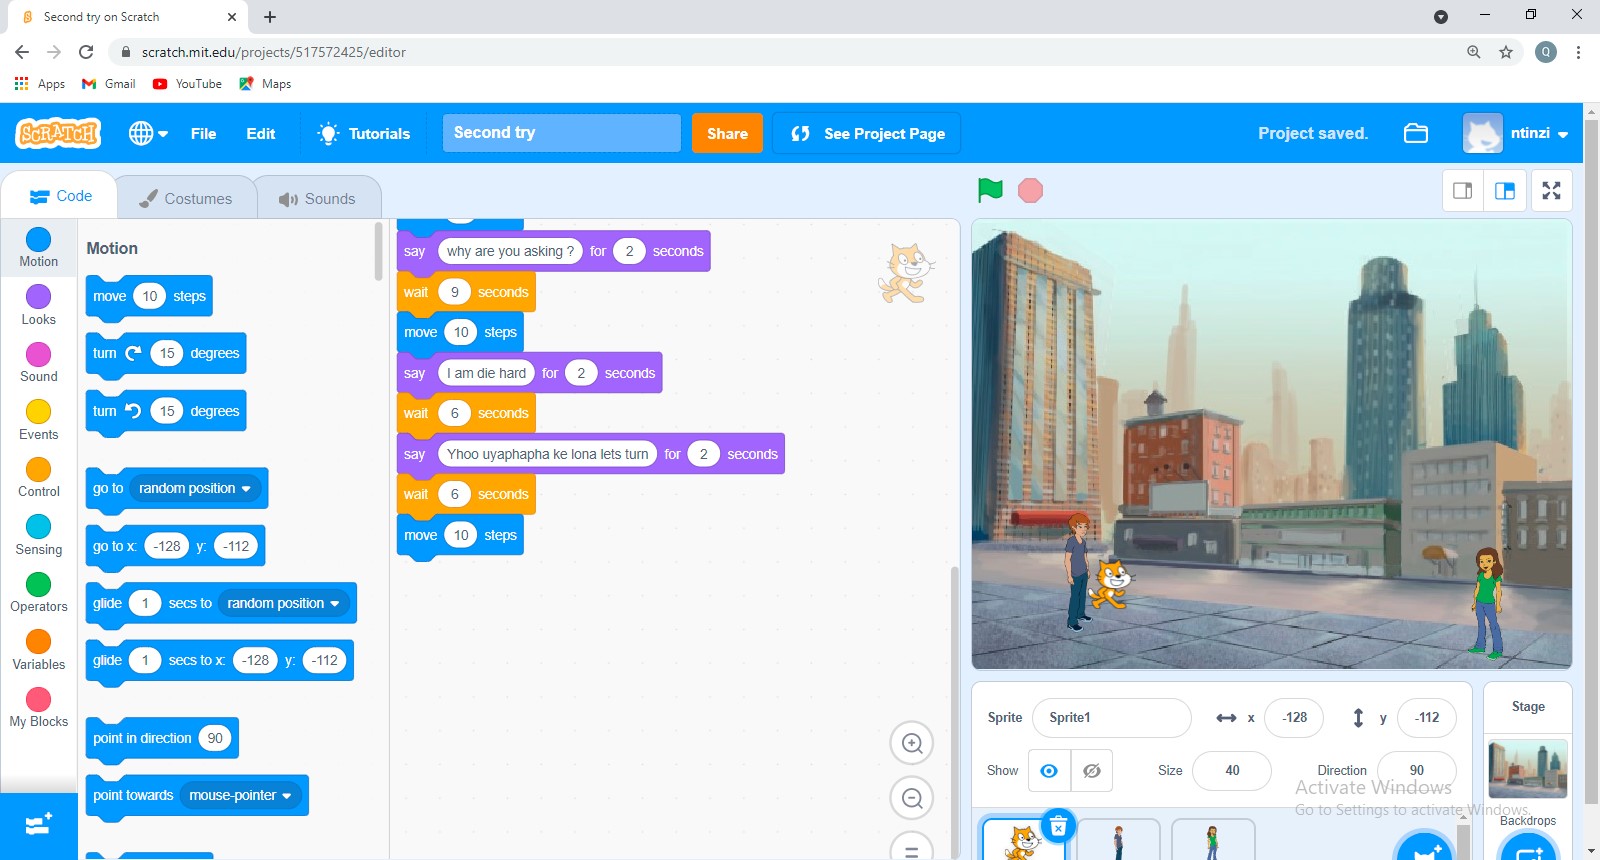 Second try on Scratch
scratch.mit.edu/projects/517572425/editor
Q
Apps
Gmail
YouTube
Maps
SCRATCH
File
Edit
Tutorials
Second try
Share
See Project Page
Project saved.
ntinzi
Code
Costumes
Sounds
Motion
Looks
Sound
Events
Control
Sensing
Operators
Variables
My Blocks
Motion
move 10 steps
turn 15 degrees
turn 15 degrees
go to random position
go to x: -128 y: -112
glide 1 secs to random position
glide 1 secs to x: -128 y: -112
point in direction 90
point towards mouse-pointer
say why are you asking ? for 2 seconds
wait 9 seconds
move 10 steps
say I am die hard for 2 seconds
wait 6 seconds
say Yhoo uyaphapha ke lona lets turn for 2 seconds
wait 6 seconds
move 10 steps
Sprite Sprite1 x -128 y -112
Show Size 40 Direction 90
Stage
Backdrops
Activate Windows
Go to Settings to activate Windows.